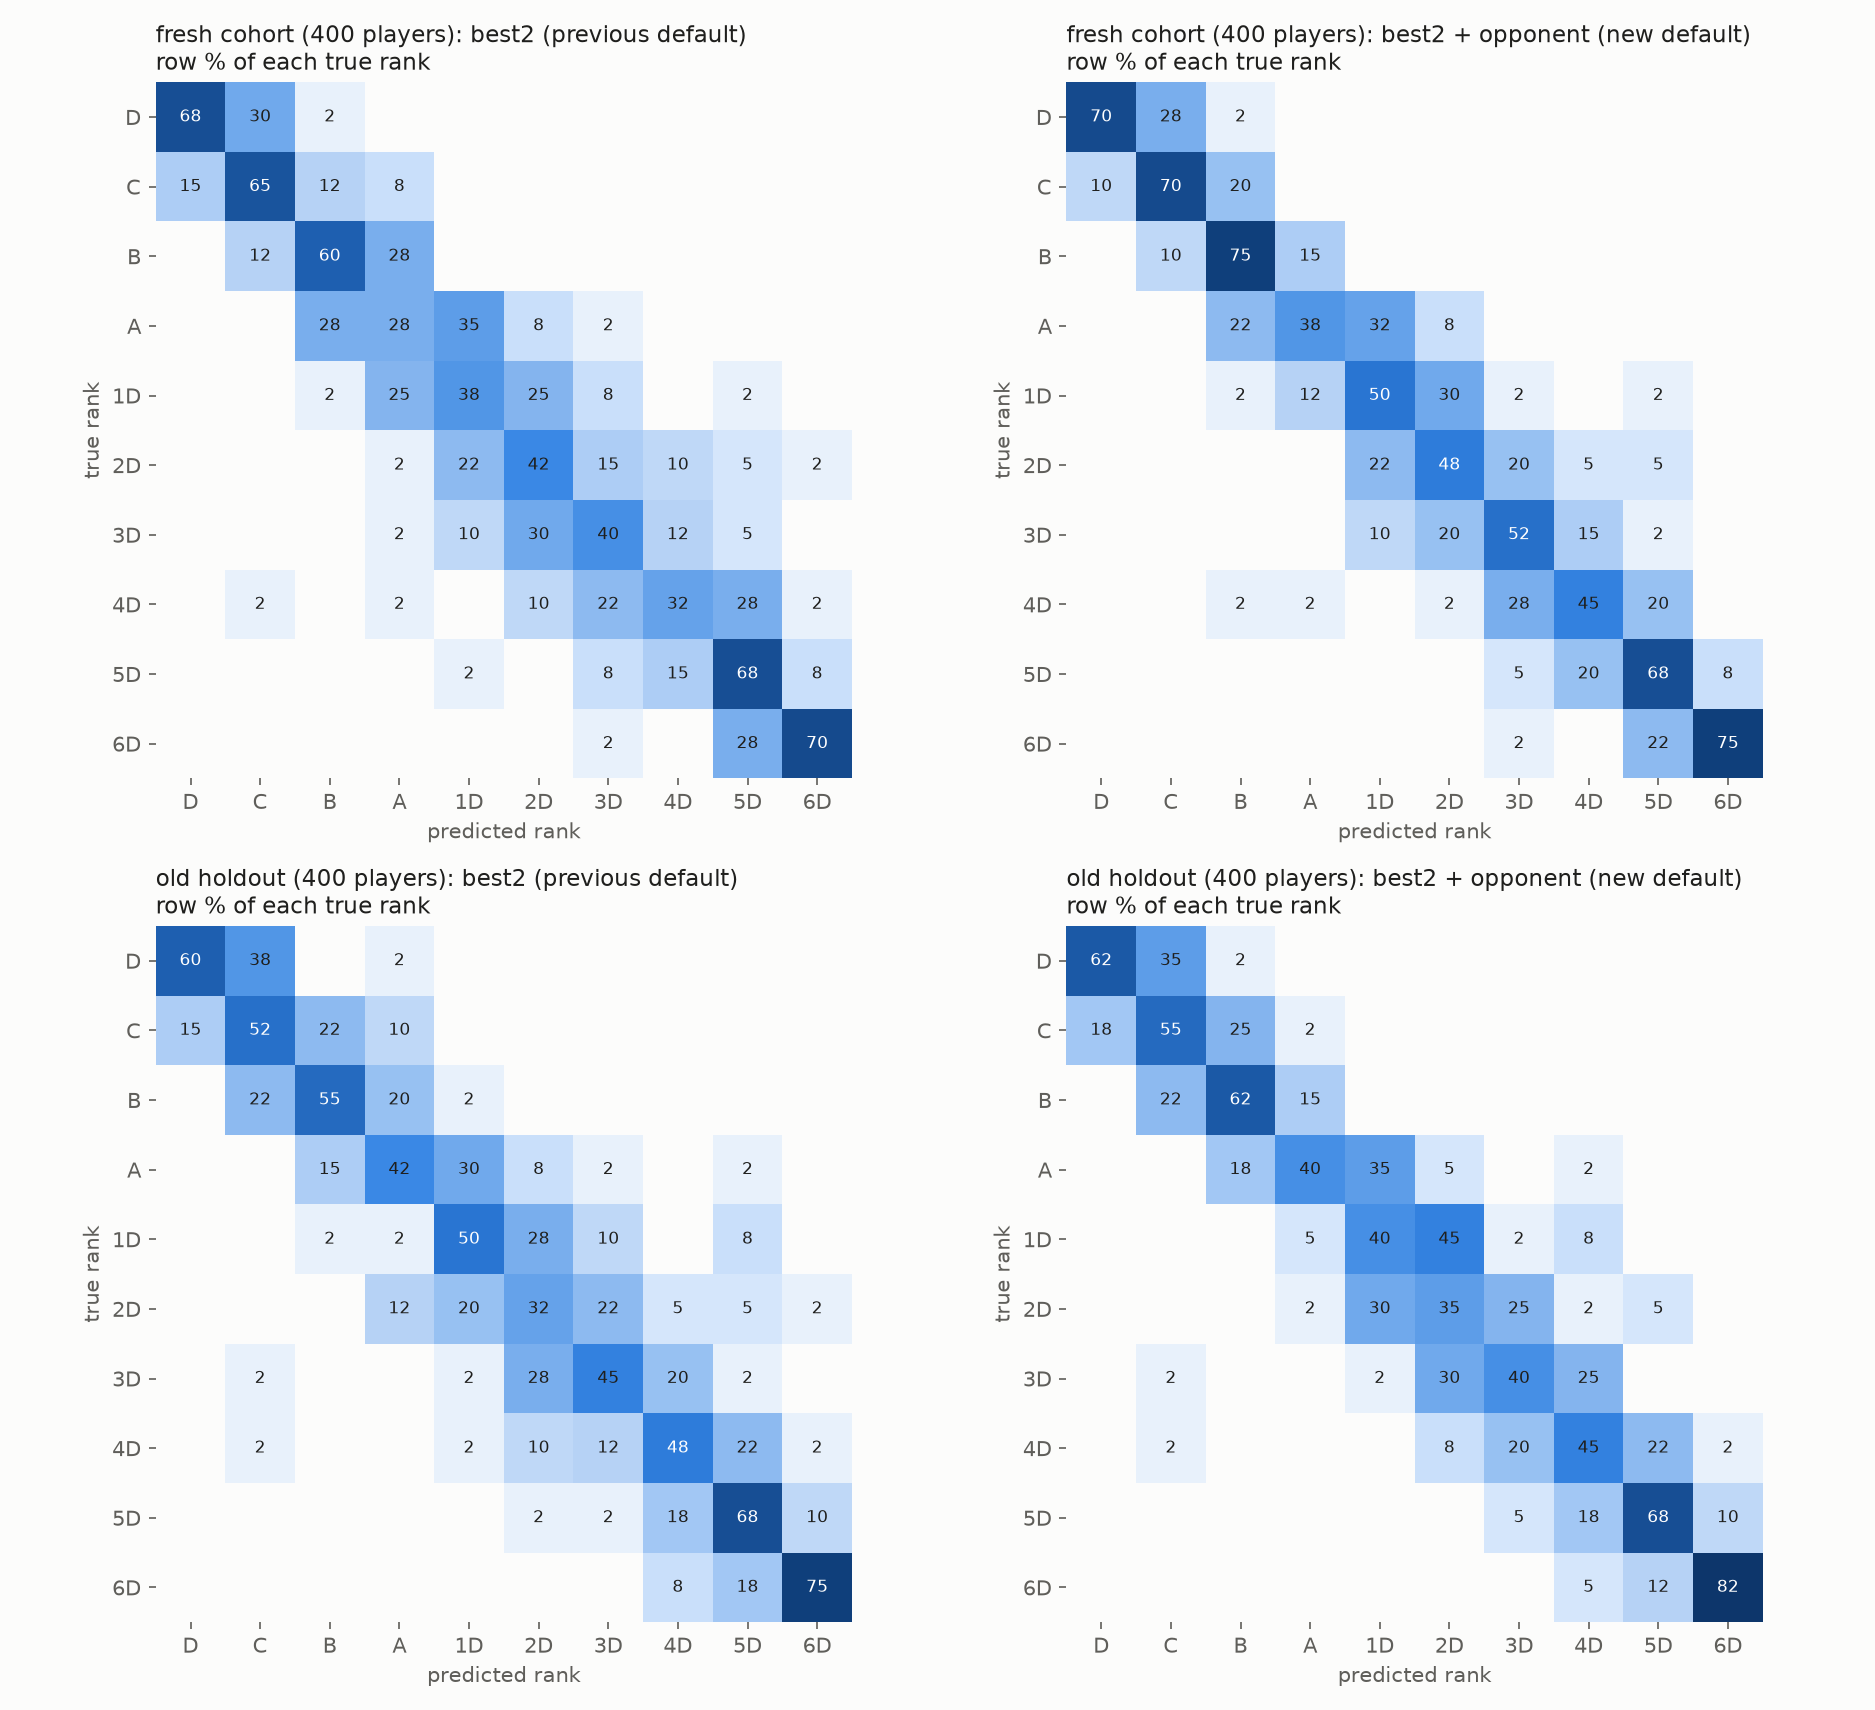 fresh cohort (400 players): best2 (previous default)
row % of each true rank
D 68 30 2
C 15 65 12 8
B 12 60 28
A 28 28 35 8 2
1D 2 25 38 25 8 2
2D 2 22 42 15 10 5 2
3D 2 10 30 40 12 5
4D 2 2 10 22 32 28 2
5D 2 8 15 68 8
6D 2 28 70
true rank
D C B A 1D 2D 3D 4D 5D 6D
predicted rank
fresh cohort (400 players): best2 + opponent (new default)
row % of each true rank
D 70 28 2
C 10 70 20
B 10 75 15
A 22 38 32 8
1D 2 12 50 30 2 2
2D 22 48 20 5 5
3D 10 20 52 15 2
4D 2 2 2 28 45 20
5D 5 20 68 8
6D 2 22 75
true rank
D C B A 1D 2D 3D 4D 5D 6D
predicted rank
old holdout (400 players): best2 (previous default)
row % of each true rank
D 60 38 2
C 15 52 22 10
B 22 55 20 2
A 15 42 30 8 2 2
1D 2 2 50 28 10 8
2D 12 20 32 22 5 5 2
3D 2 2 28 45 20 2
4D 2 2 10 12 48 22 2
5D 2 2 18 68 10
6D 8 18 75
true rank
D C B A 1D 2D 3D 4D 5D 6D
predicted rank
old holdout (400 players): best2 + opponent (new default)
row % of each true rank
D 62 35 2
C 18 55 25 2
B 22 62 15
A 18 40 35 5 2
1D 5 40 45 2 8
2D 2 30 35 25 2 5
3D 2 2 30 40 25
4D 2 8 20 45 22 2
5D 5 18 68 10
6D 5 12 82
true rank
D C B A 1D 2D 3D 4D 5D 6D
predicted rank